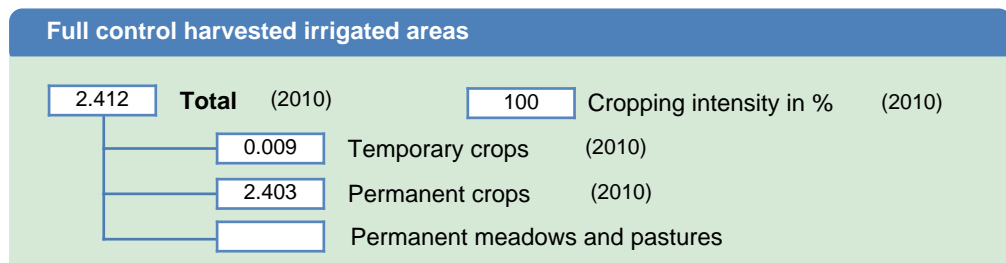 Full control harvested irrigated areas
2.412 Total (2010) 100 Cropping intensity in % (2010)
0.009 Temporary crops (2010)
2.403 Permanent crops (2010)
Permanent meadows and pastures